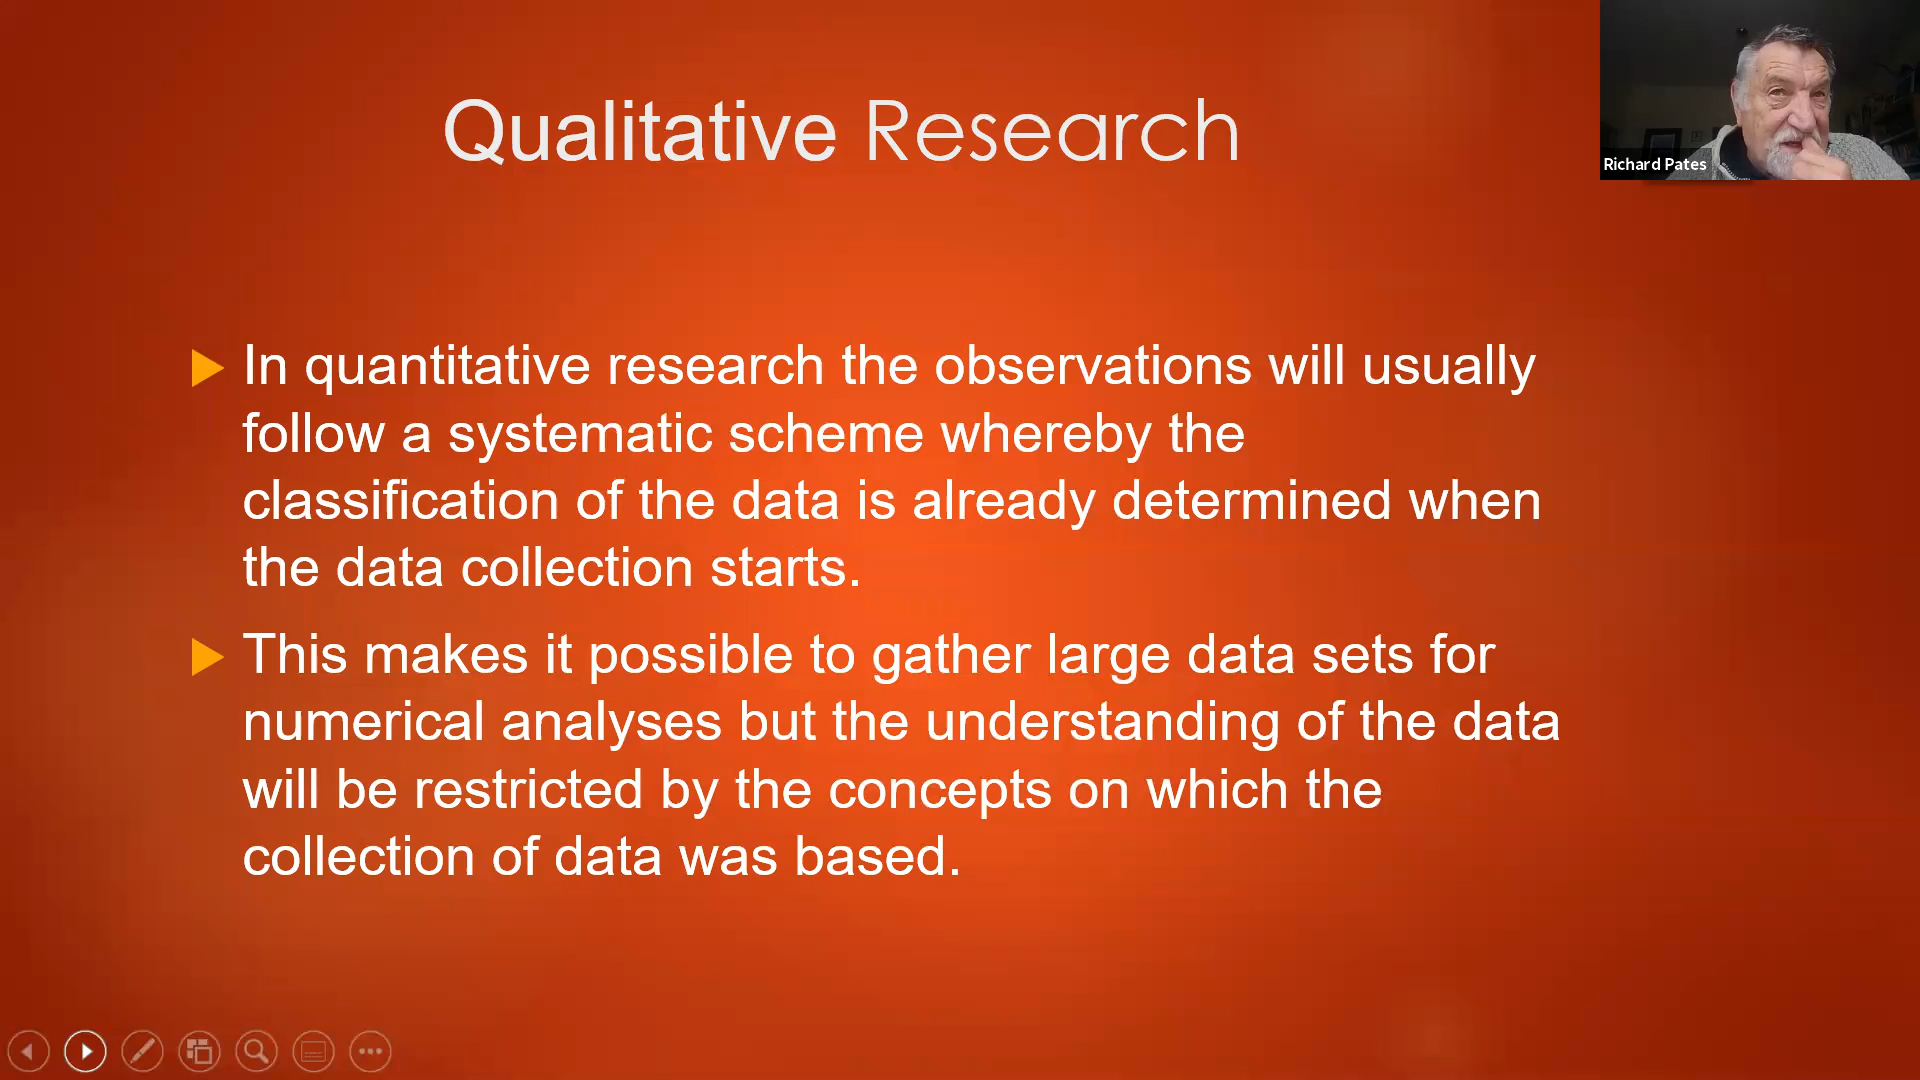 Qualitative Research
Richard Pates
In quantitative research the observations will usually
follow a systematic scheme whereby the
classification of the data is already determined when
the data collection starts.
This makes it possible to gather large data sets for
numerical analyses but the understanding of the data
will be restricted by the concepts on which the
collection of data was based.